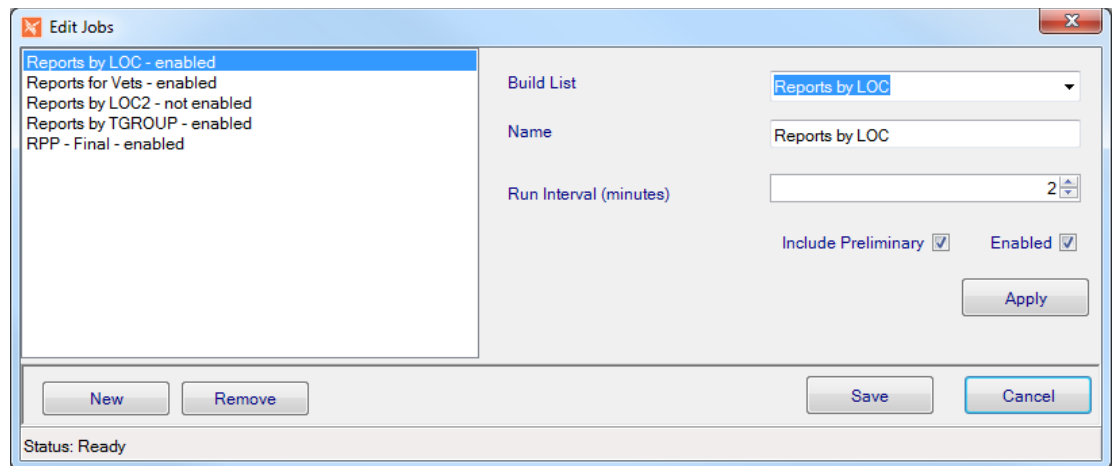 Edit Jobs
Reports by LOC - enabled
Reports for Vets - enabled
Reports by LOC2 - not enabled
Reports by TGROUP - enabled
RPP - Final - enabled
Build List
Reports by LOC
Name
Reports by LOC
Run Interval (minutes)
2
Include Preliminary
Enabled
Apply
New
Remove
Save
Cancel
Status: Ready